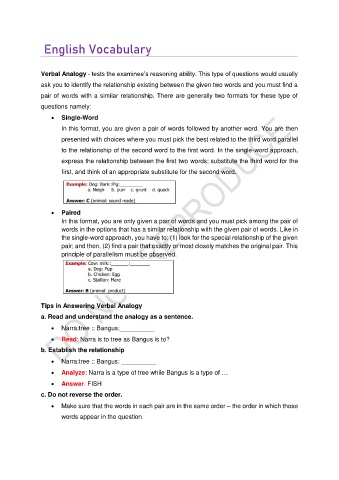 English Vocabulary
Verbal Analogy - tests the examinee's reasoning ability. This type of questions would usually
ask you to identify the relationship existing between the given two words and you must find a
pair of words with a similar relationship. There are generally two formats for these type of
questions namely:
• Single-Word
In this format, you are given a pair of words followed by another word. You are then
presented with choices where you must pick the best related to the third word parallel
to the relationship of the second word to the first word. In the single-word approach,
express the relationship between the first two words: substitute the third word for the
first, and think of an appropriate substitute for the second word.
Example: Dog: Bark::Pig:________
a. Neigh b. purr c. grunt d. quack
Answer: C (animal: sound made)
• Paired
In this format, you are only given a pair of words and you must pick among the pair of
words in the options that has a similar relationship with the given pair of words. Like in
the single-word approach, you have to, (1) look for the special relationship of the given
pair; and then, (2) find a pair that exactly or most closely matches the original pair. This
principle of parallelism must be observed.
Example: Cow: milk::______:_______
a. Dog: Pup
b. Chicken: Egg
c. Stallion: Mare
Answer: B (animal: product)
Tips in Answering Verbal Analogy
a. Read and understand the analogy as a sentence.
• Narra:tree :: Bangus:__________
• Read: Narra is to tree as Bangus is to?
b. Establish the relationship
• Narra:tree :: Bangus: __________
• Analyze: Narra is a type of tree while Bangus is a type of …
• Answer: FISH
c. Do not reverse the order.
• Make sure that the words in each pair are in the same order – the order in which those
words appear in the question.
DO NOT REPRODUCE